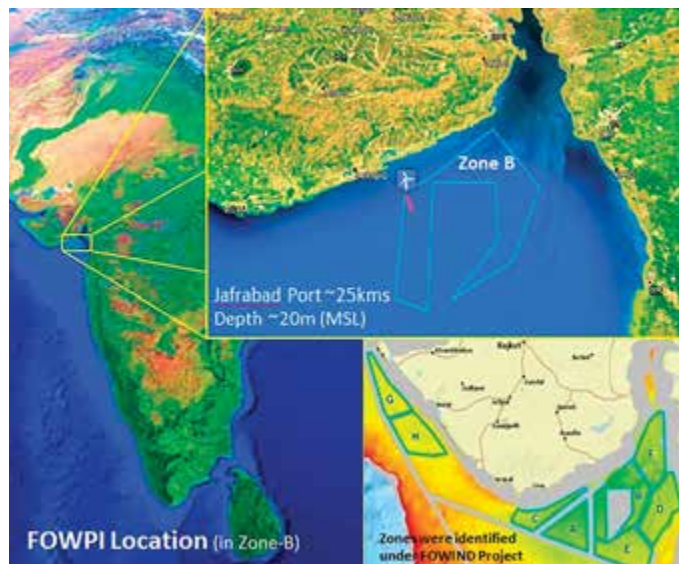 Zone B
Jafrabad Port ~25kms
Depth ~20m (MSL)
Rajkot
G
H
F
B
D
C
A
E
FOWPI Location (in Zone-B)
Zones were identified
under FOWIND Project